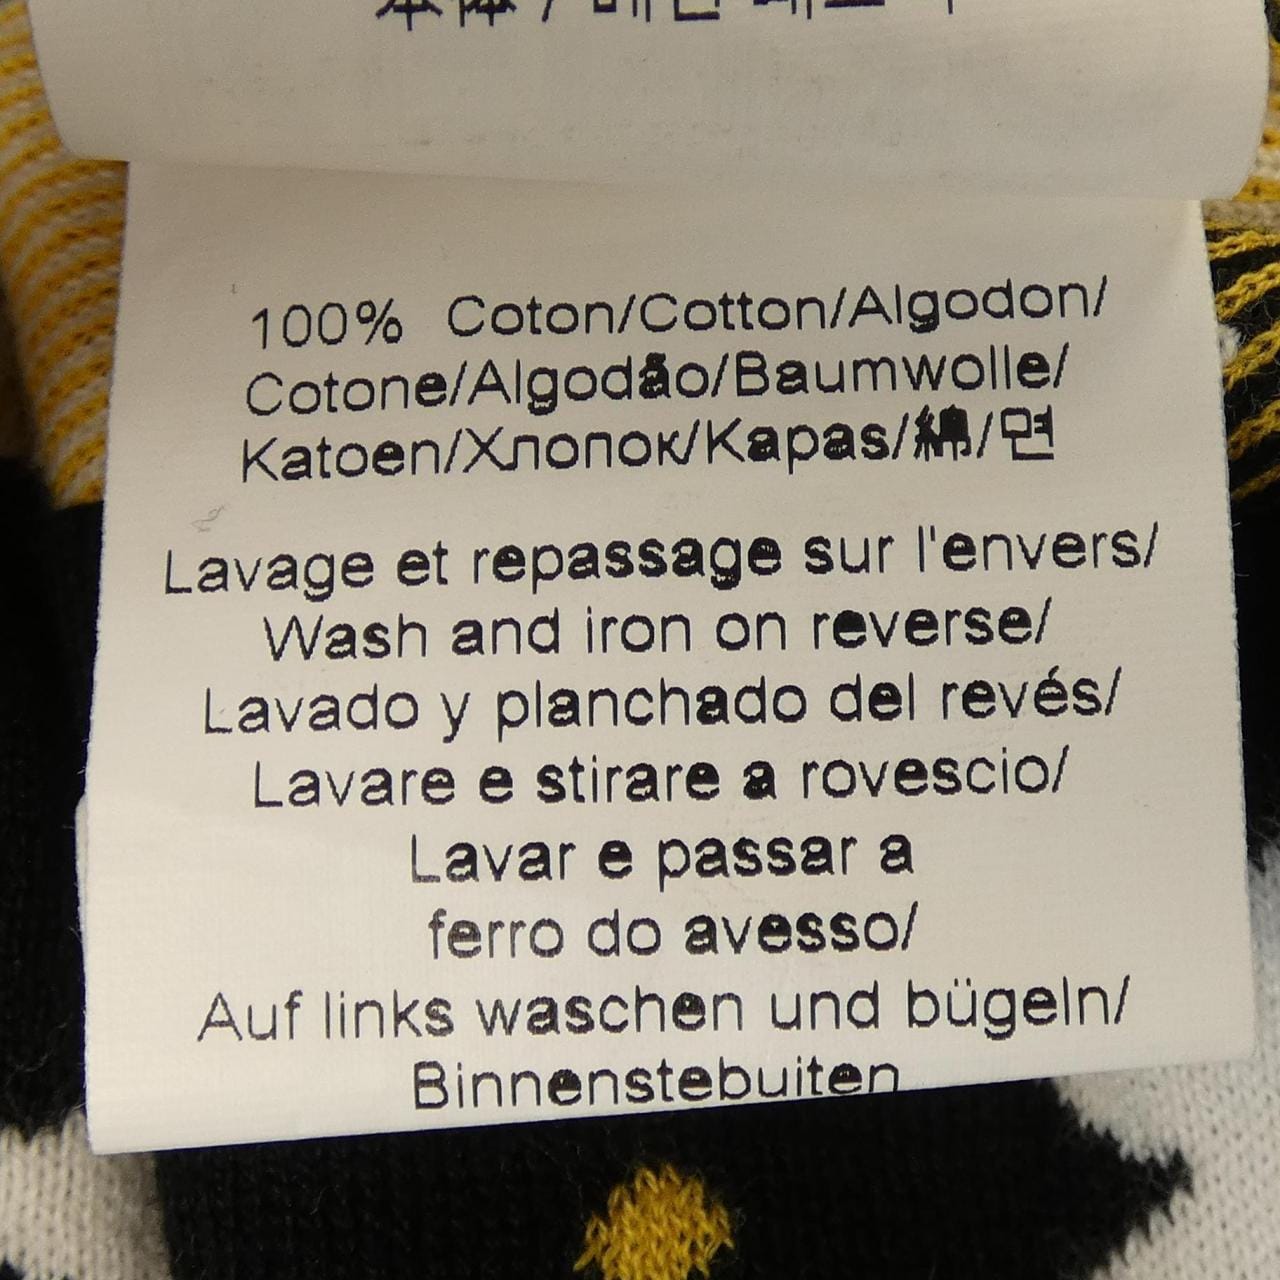 本体 /
100% Coton/Cotton/Algodon/
Cotone/Algodão/Baumwolle/
Katoen/Хлопок/Kapas/綿/면
Lavage et repassage sur l'envers/
Wash and iron on reverse/
Lavado y planchado del revés/
Lavare e stirare a rovescio/
Lavar e passar a
ferro do avesso/
Auf links waschen und bügeln/
Binnenstebuiten